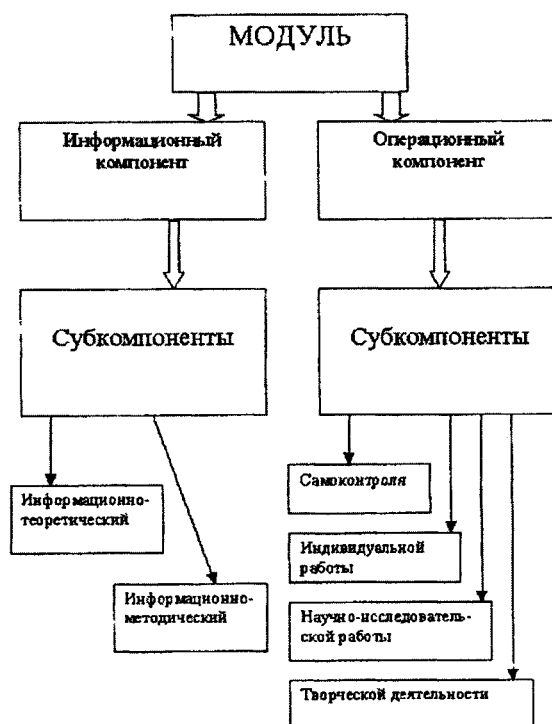 МОДУЛЬ
Информационный
компонент
Операционный
компонент
Субкомпоненты
Субкомпоненты
Информационно-
теоретический
Информационно-
методический
Самоконтроля
Индивидуальной
работы
Научно-исследователь-
ской работы
Творческой деятельности